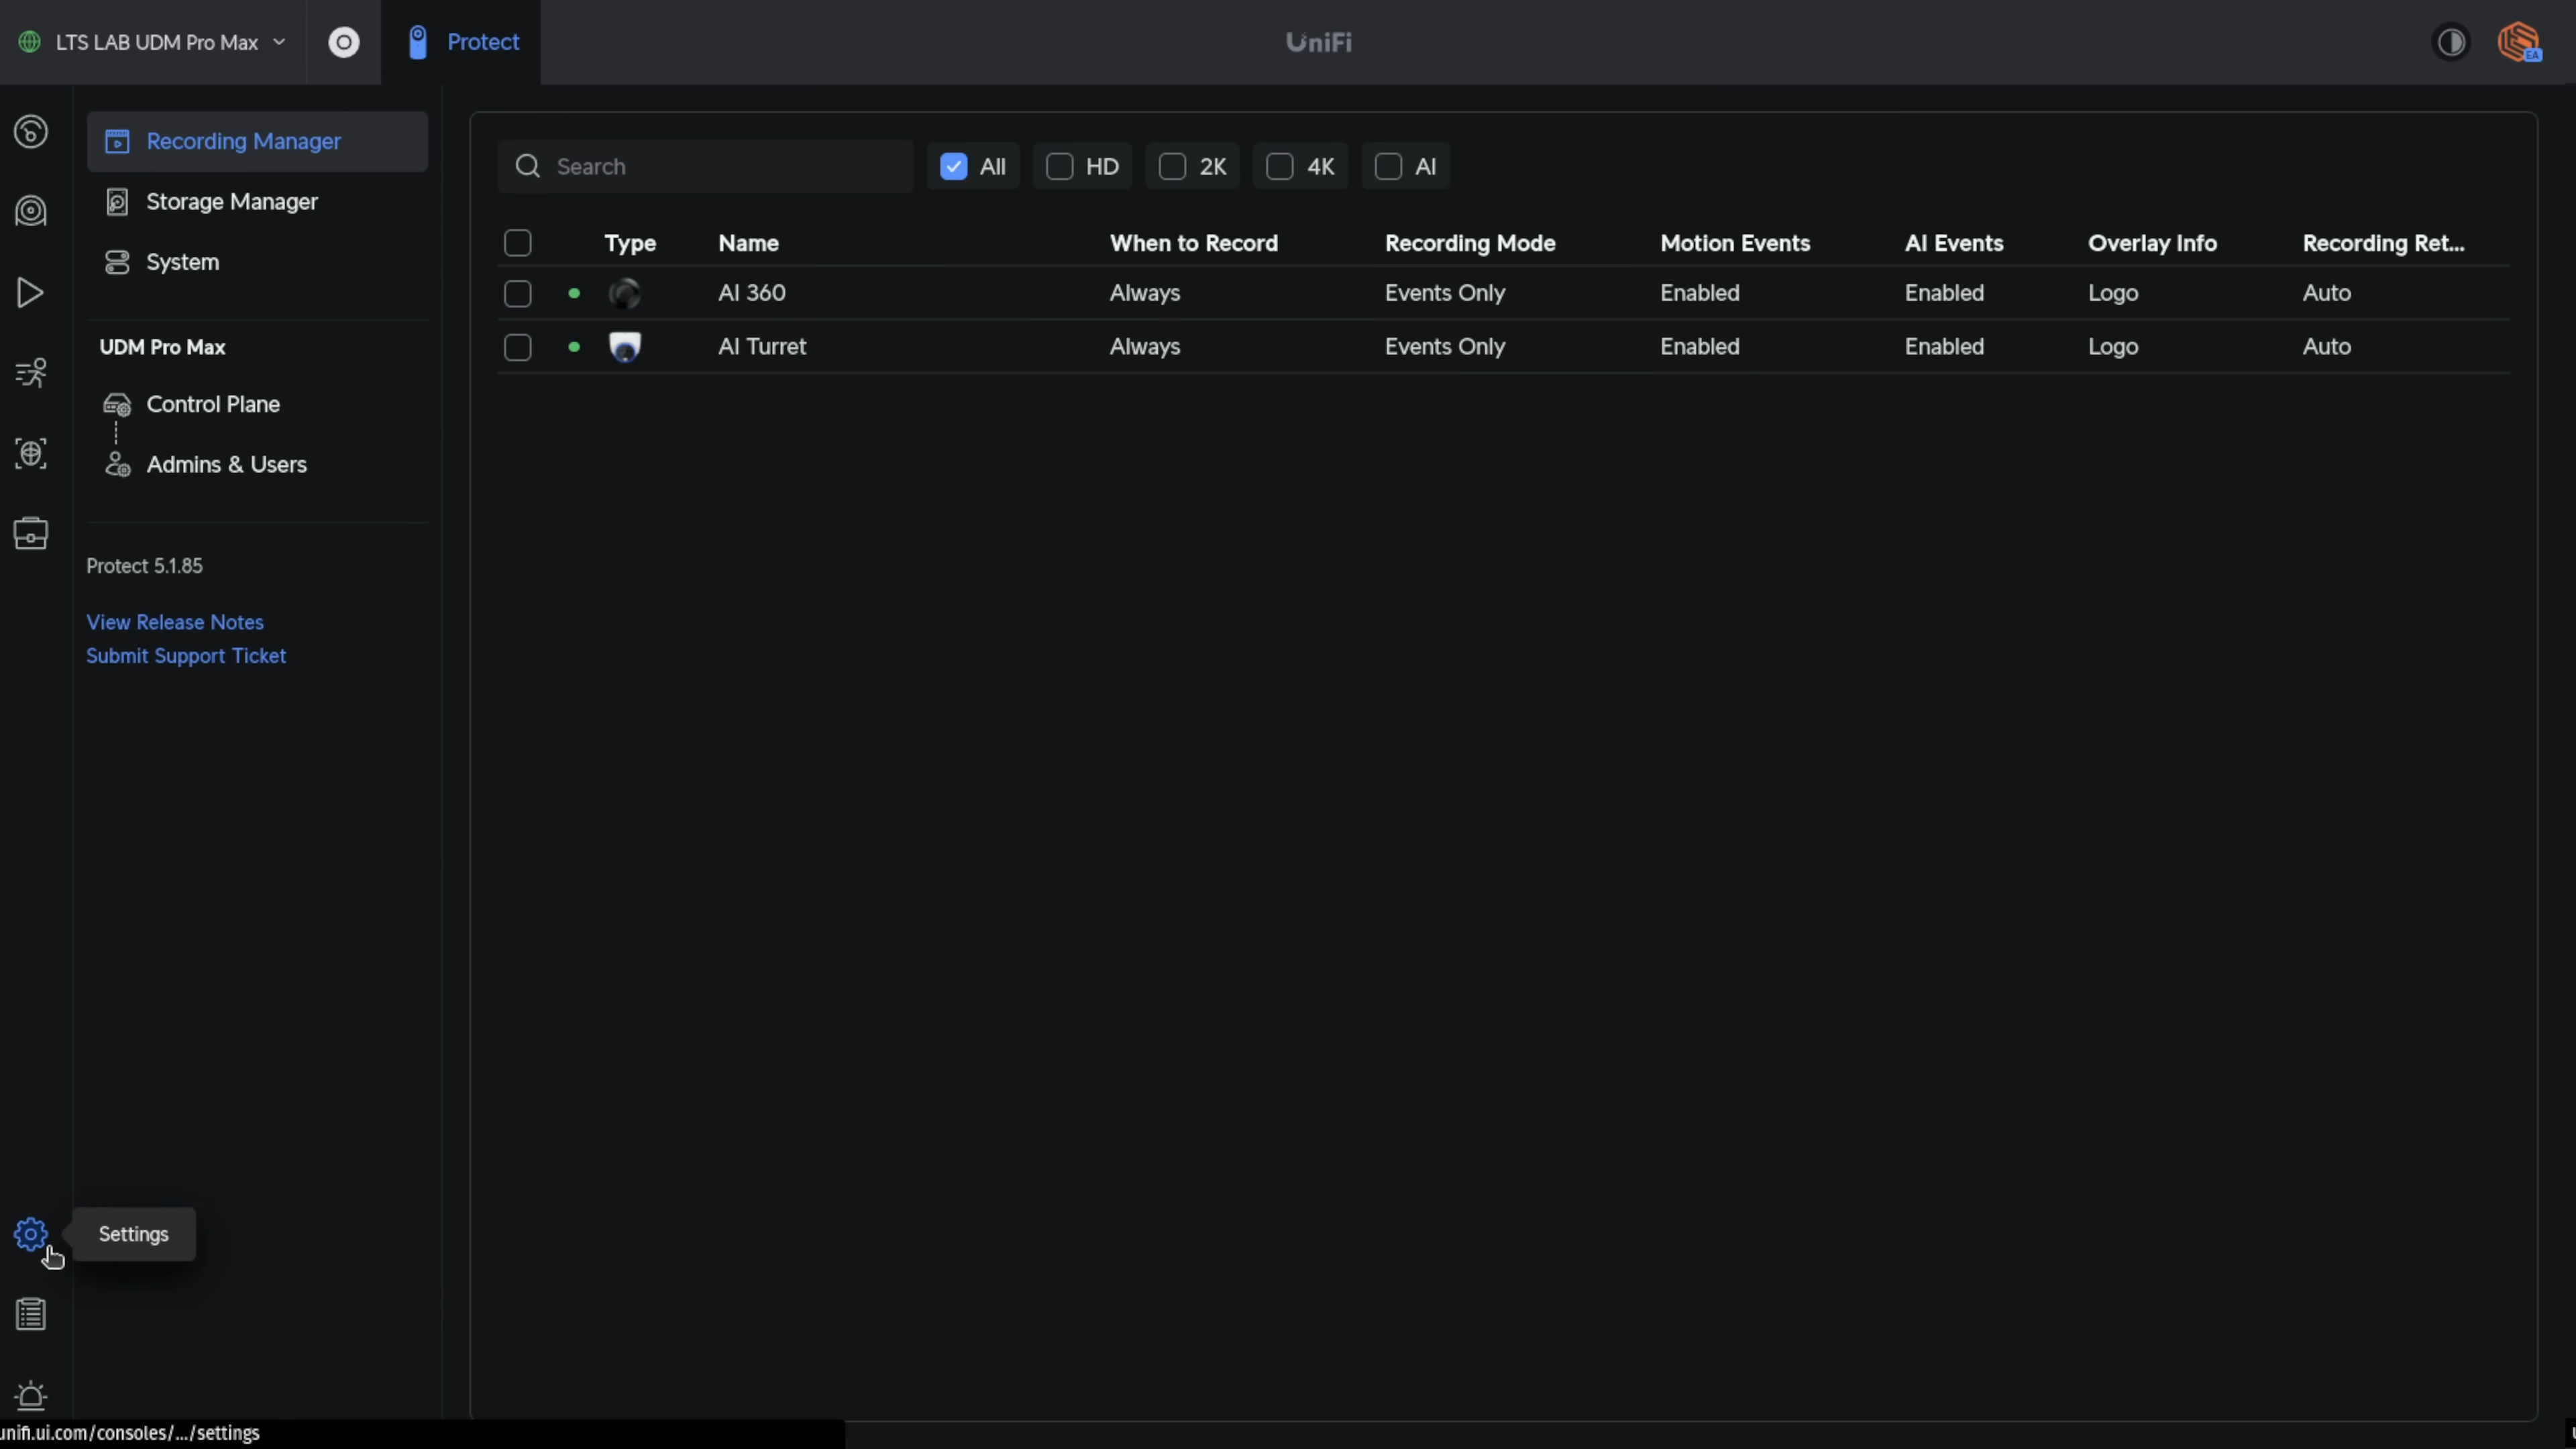 LTS LAB UDM Pro Max
Protect
UniFi
EA
Recording Manager
Storage Manager
System
UDM Pro Max
Control Plane
Admins & Users
Protect 5.1.85
View Release Notes
Submit Support Ticket
Settings
unifi.ui.com/consoles/.../settings
Search
All HD 2K 4K AI
Type Name When to Record Recording Mode Motion Events AI Events Overlay Info Recording Ret...
AI 360 Always Events Only Enabled Enabled Logo Auto
AI Turret Always Events Only Enabled Enabled Logo Auto